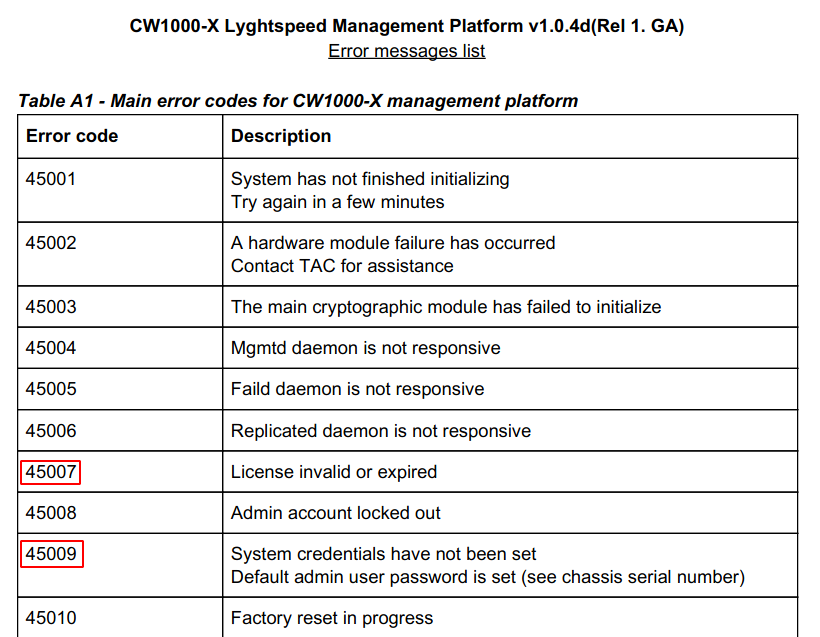 CW1000-X Lyghtspeed Management Platform v1.0.4d(Rel 1. GA)
Error messages list
Table A1 - Main error codes for CW1000-X management platform
Error code Description
45001 System has not finished initializing
Try again in a few minutes
45002 A hardware module failure has occurred
Contact TAC for assistance
45003 The main cryptographic module has failed to initialize
45004 Mgmtd daemon is not responsive
45005 Faild daemon is not responsive
45006 Replicated daemon is not responsive
45007 License invalid or expired
45008 Admin account locked out
45009 System credentials have not been set
Default admin user password is set (see chassis serial number)
45010 Factory reset in progress